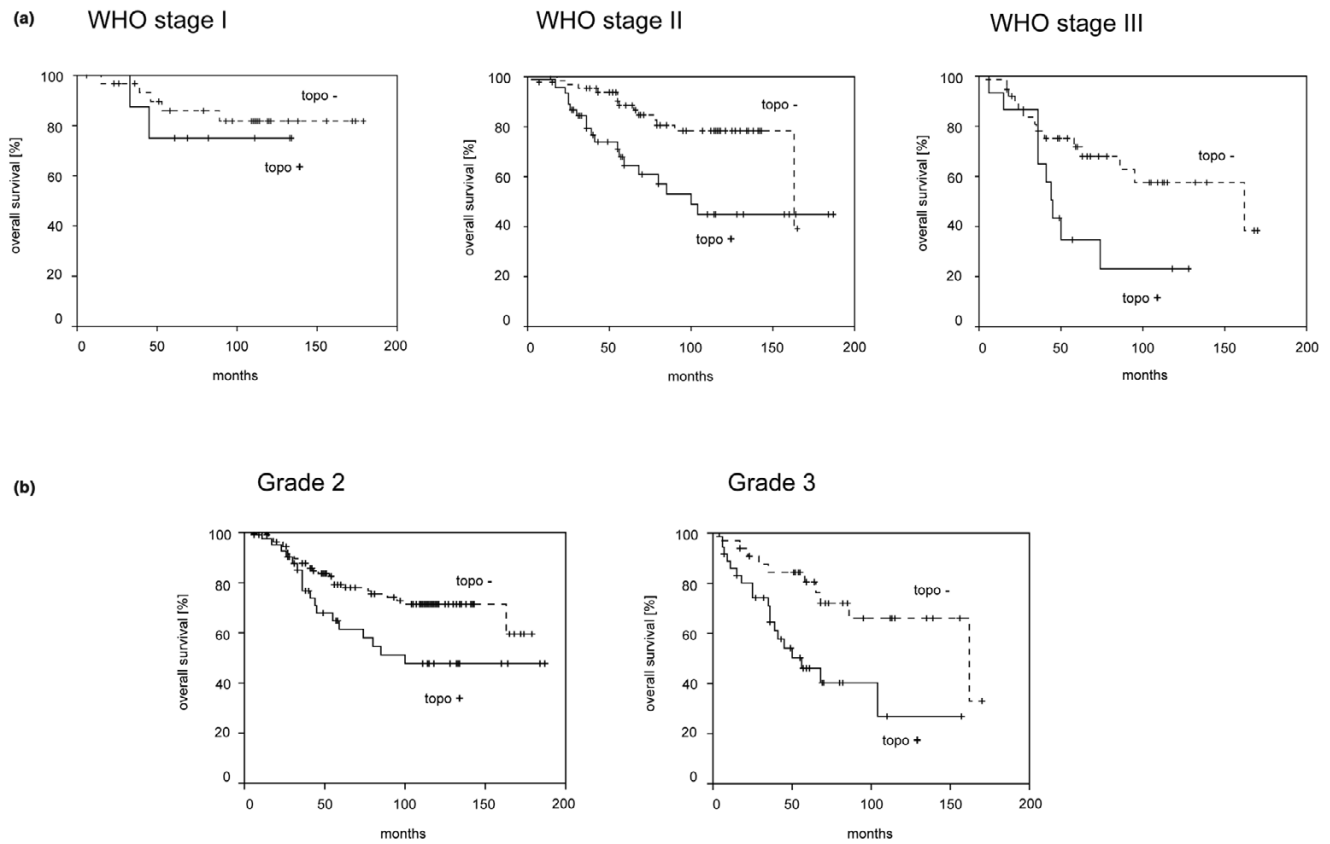 (a)
WHO stage I
WHO stage II
WHO stage III
overall survival [%]
100
80
60
40
20
0
topo -
topo +
0 50 100 150 200
months
overall survival [%]
100
80
60
40
20
0
topo -
topo +
0 50 100 150 200
months
overall survival [%]
100
80
60
40
20
0
topo -
topo +
0 50 100 150 200
months
(b)
Grade 2
Grade 3
overall survival [%]
100
80
60
40
20
0
topo -
topo +
0 50 100 150 200
months
overall survival [%]
100
80
60
40
20
0
topo -
topo +
0 50 100 150 200
months